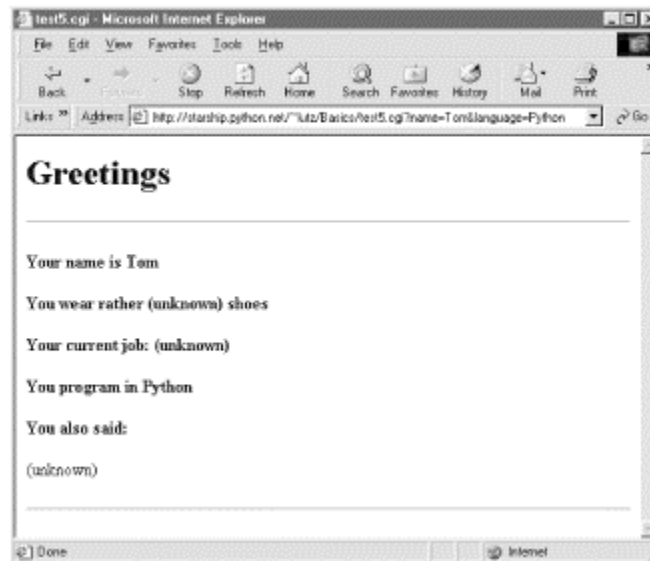 test5.cgi - Microsoft Internet Explorer
File Edit View Favorites Tools Help
Back Forward Stop Refresh Home Search Favorites History Mail Print
Links » Address http://starship.python.net/~lutz/Basics/test5.cgi?name=Tom&language=Python Go
Greetings
Your name is Tom
You wear rather (unknown) shoes
Your current job: (unknown)
You program in Python
You also said:
(unknown)
Done Internet